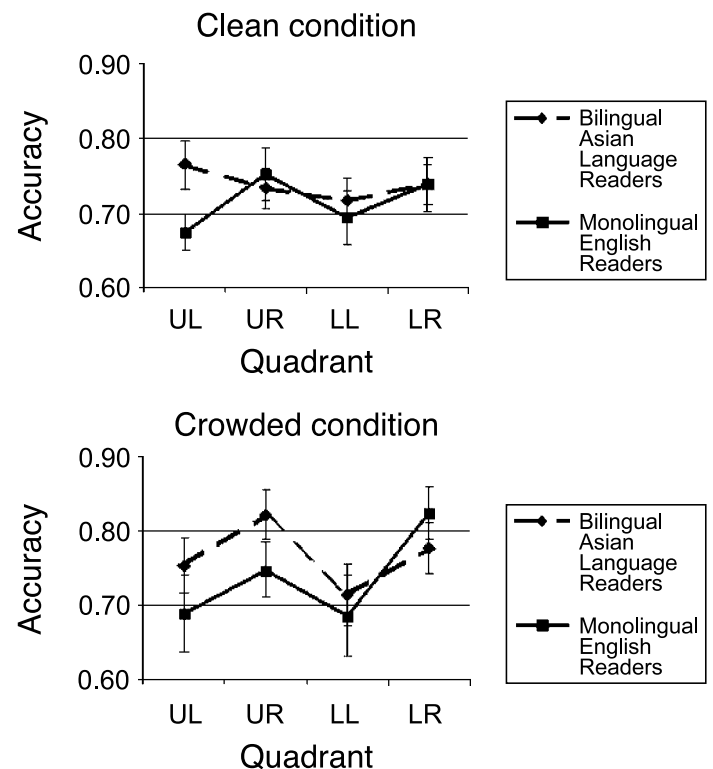 Clean condition
0.90
0.80
0.70
0.60
Accuracy
UL UR LL LR
Quadrant
Bilingual
Asian
Language
Readers
Monolingual
English
Readers
Crowded condition
0.90
0.80
0.70
0.60
Accuracy
UL UR LL LR
Quadrant
Bilingual
Asian
Language
Readers
Monolingual
English
Readers